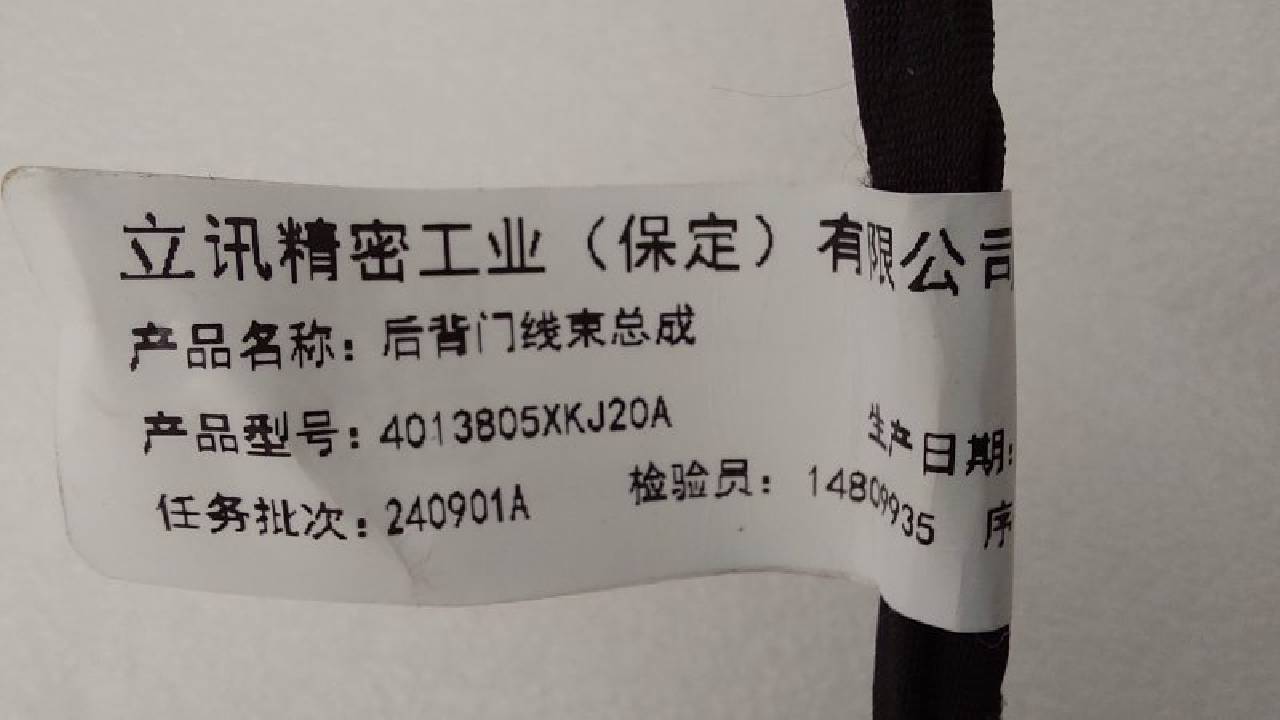 立讯精密工业（保定）有限公司
产品名称：后背门线束总成
产品型号：4013805XKJ20A 生产日期：
任务批次：240901A 检验员：14809935 序